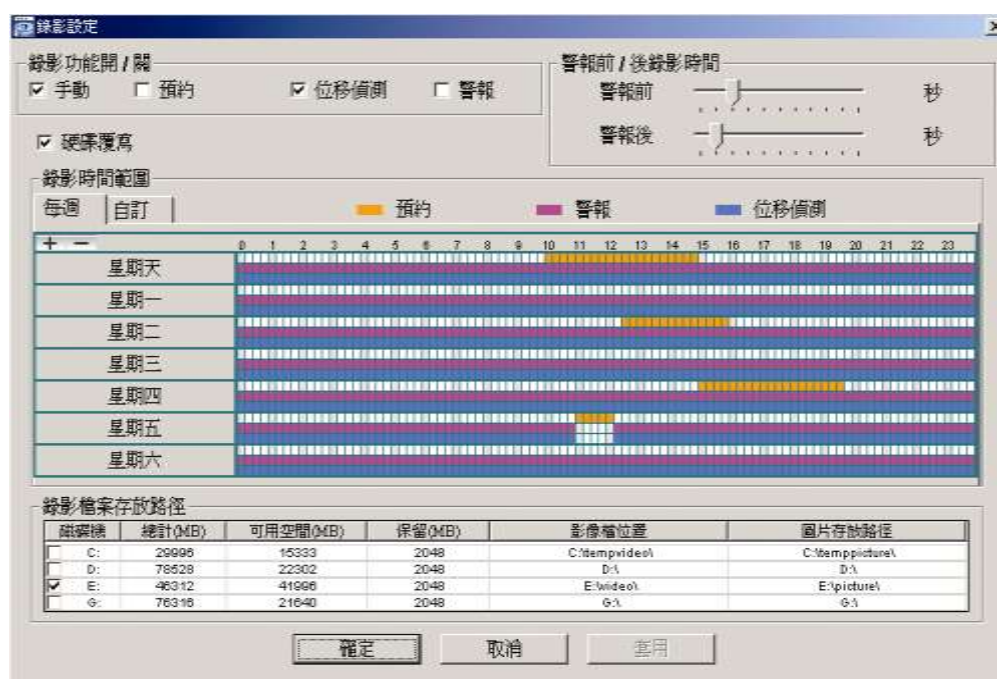 錄影設定
錄影功能開 / 關
手動 預約 位移偵測 警報
警報前 / 後錄影時間
警報前 秒
警報後 秒
硬碟覆寫
錄影時間範圍
每週 自訂 預約 警報 位移偵測
+ - 0 1 2 3 4 5 6 7 8 9 10 11 12 13 14 15 16 17 18 19 20 21 22 23
星期天
星期一
星期二
星期三
星期四
星期五
星期六
錄影檔案存放路徑
磁碟機 總計(MB) 可用空間(MB) 保留(MB) 影像檔位置 圖片存放路徑
C: 29996 15333 2048 C:\tempvideo\ C:\temppicture\
D: 78528 22302 2048 D:\ D:\
E: 46312 41996 2048 E:\video\ E:\picture\
G: 76316 21640 2048 G:\ G:\
確定 取消 套用